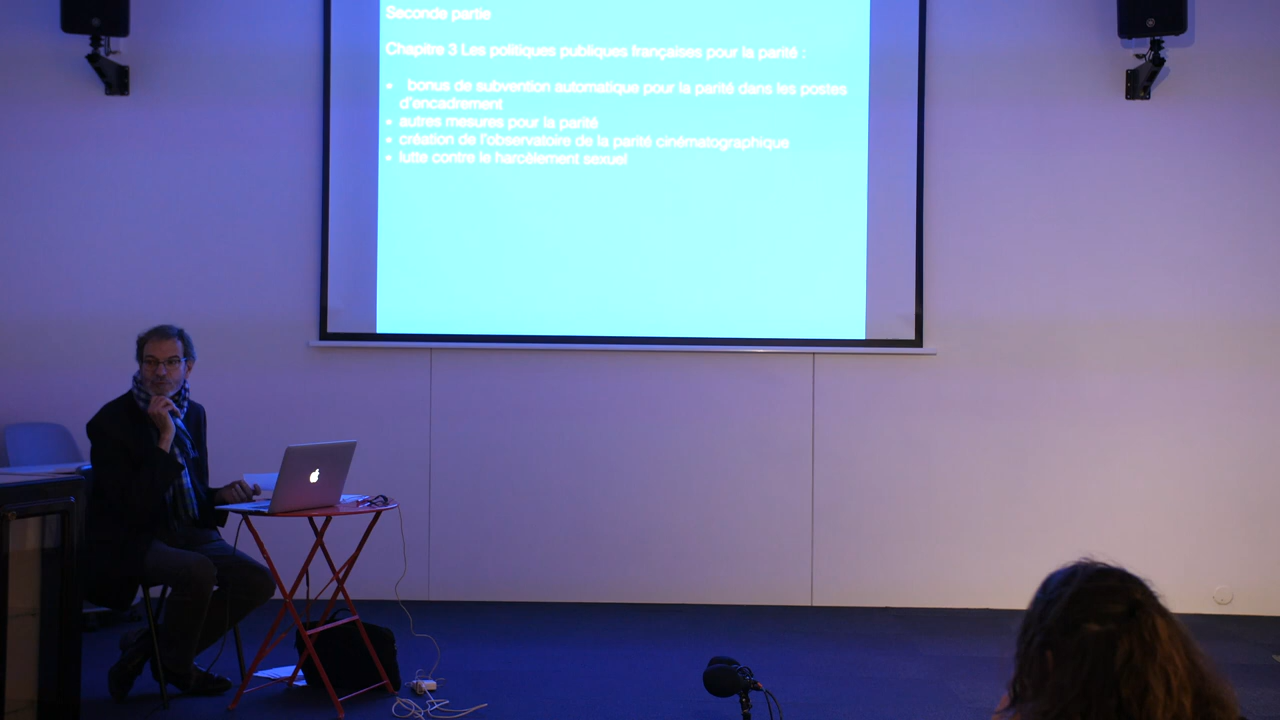 Seconde partie
Chapitre 3 Les politiques publiques françaises pour la parité :
• bonus de subvention automatique pour la parité dans les postes
d'encadrement
• autres mesures pour la parité
• création de l'observatoire de la parité cinématographique
• lutte contre le harcèlement sexuel